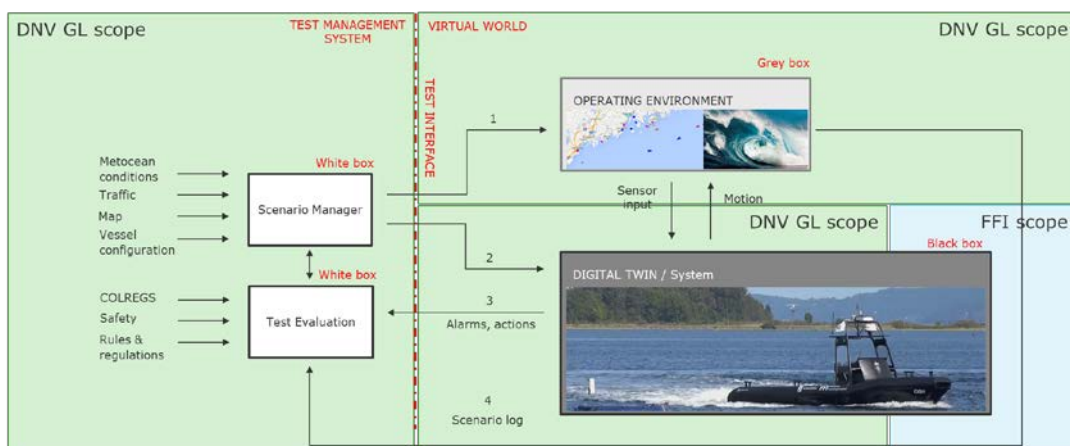 DNV GL scope
TEST MANAGEMENT
SYSTEM
VIRTUAL WORLD
DNV GL scope
TEST INTERFACE
Grey box
OPERATING ENVIRONMENT
1
Metocean
conditions
Traffic
Map
Vessel
configuration
White box
Scenario Manager
Sensor
input
Motion
DNV GL scope
FFI scope
Black box
2
DIGITAL TWIN / System
White box
COLREGS
Safety
Rules &
regulations
Test Evaluation
3
Alarms, actions
4
Scenario log